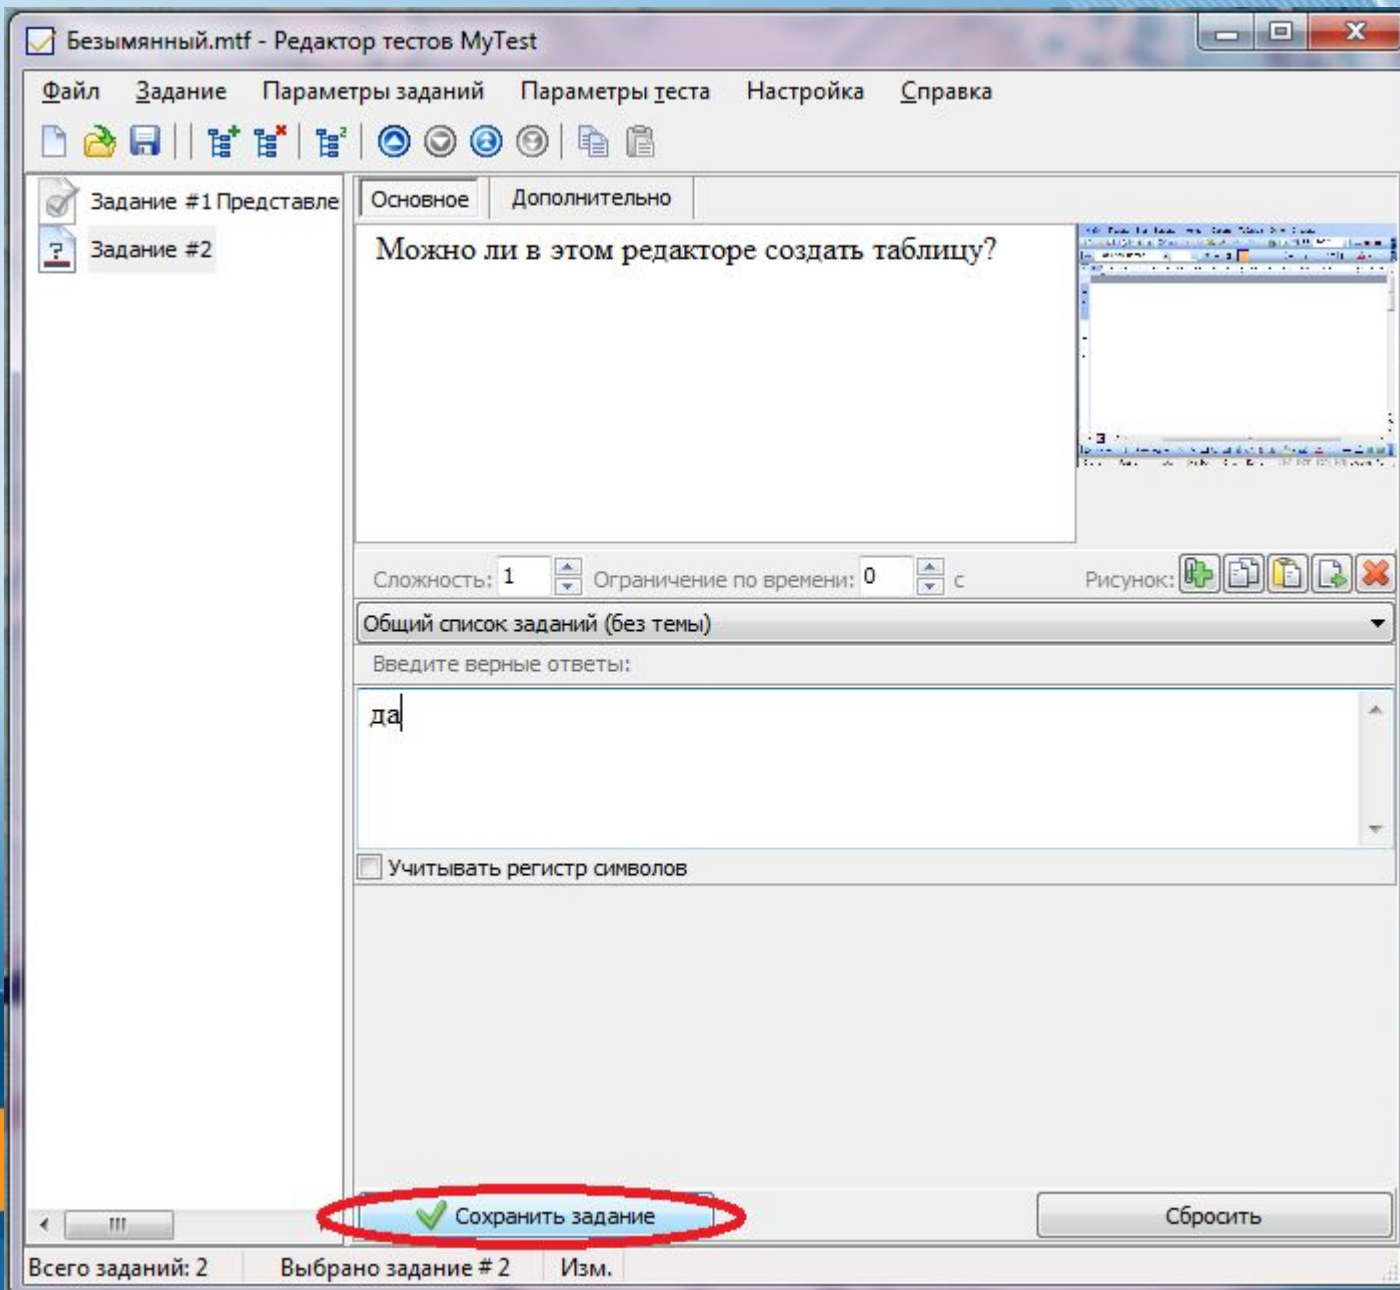 Безымянный.mtf - Редактор тестов MyTest
Файл Задание Параметры заданий Параметры теста Настройка Справка
Задание #1 Представле
Задание #2
Основное Дополнительно
Можно ли в этом редакторе создать таблицу?
Сложность: 1 Ограничение по времени: 0 с Рисунок:
Общий список заданий (без темы)
Введите верные ответы:
да
Учитывать регистр символов
Сохранить задание Сбросить
Всего заданий: 2 Выбрано задание # 2 Изм.